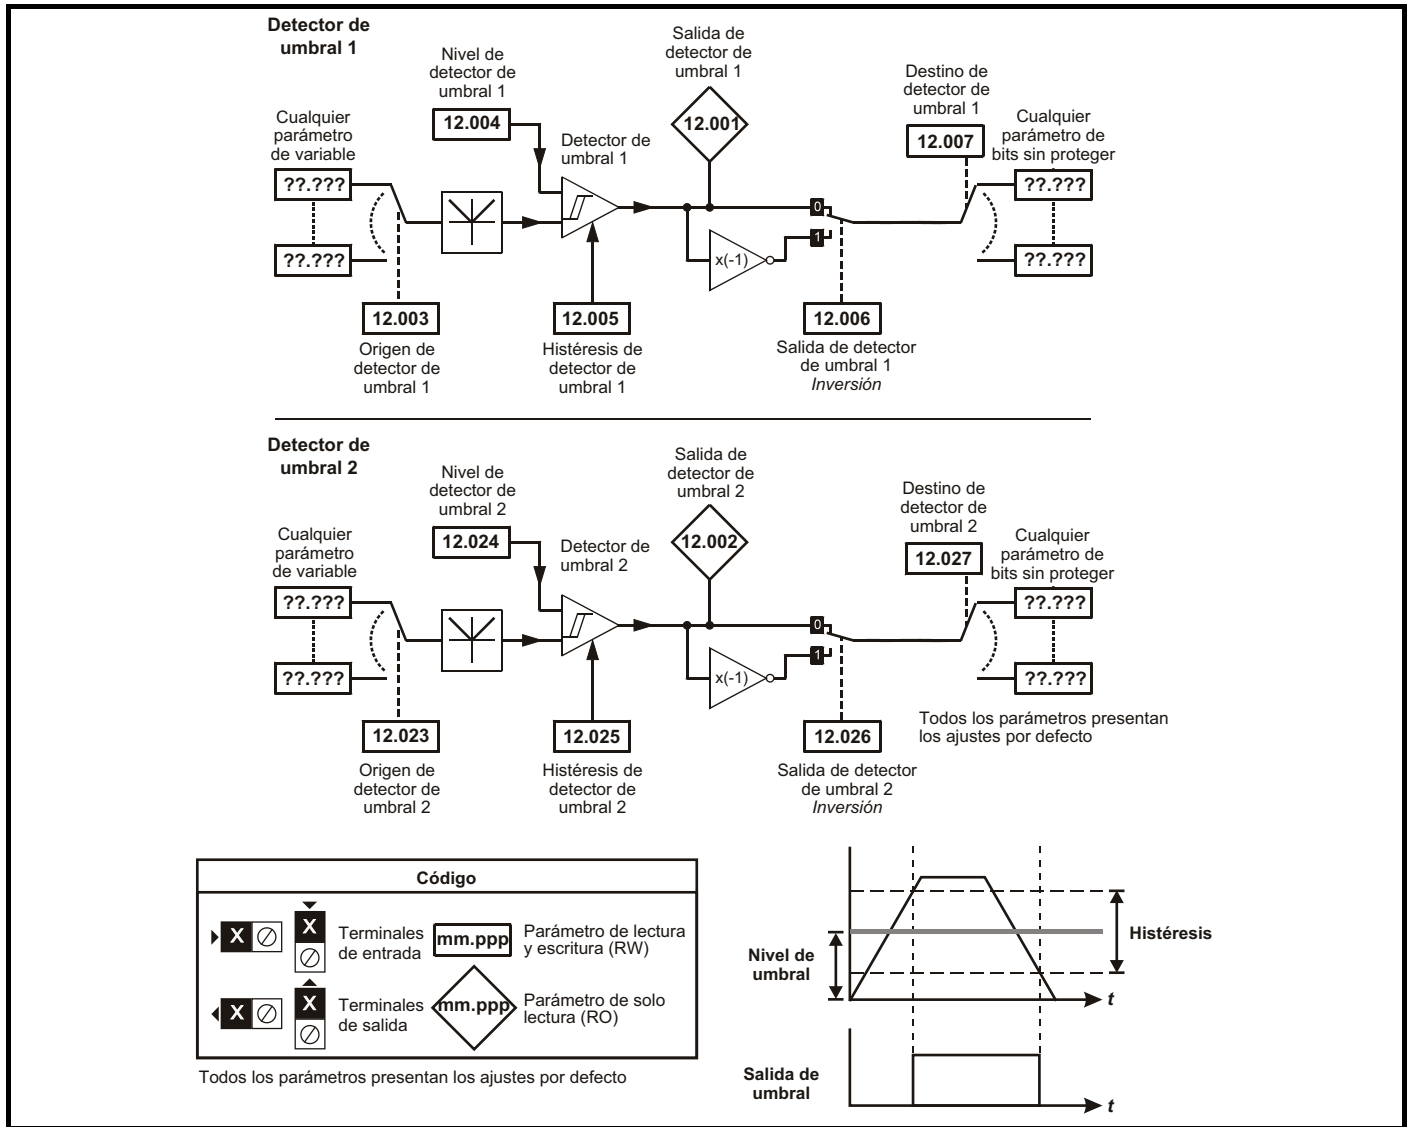 Detector de
umbral 1
Nivel de
detector de
umbral 1
12.004
Salida de
detector de
umbral 1
12.001
Destino de
detector de
umbral 1
12.007
Cualquier
parámetro
de variable
??.???
??.???
Detector de
umbral 1
Cualquier
parámetro de
bits sin proteger
??.???
??.???
0
1
x(-1)
12.003
Origen de
detector de
umbral 1
12.005
Histéresis de
detector de
umbral 1
12.006
Salida de detector
de umbral 1
Inversión
Detector de
umbral 2
Nivel de
detector de
umbral 2
12.024
Salida de
detector de
umbral 2
12.002
Destino de
detector de
umbral 2
12.027
Cualquier
parámetro
de variable
??.???
??.???
Detector de
umbral 2
Cualquier
parámetro de
bits sin proteger
??.???
??.???
0
1
x(-1)
12.023
Origen de
detector de
umbral 2
12.025
Histéresis de
detector de
umbral 2
12.026
Salida de detector
de umbral 2
Inversión
Todos los parámetros presentan
los ajustes por defecto
Código
X
X
Terminales
de entrada
mm.ppp
Parámetro de lectura
y escritura (RW)
X
X
Terminales
de salida
mm.ppp
Parámetro de solo
lectura (RO)
Todos los parámetros presentan los ajustes por defecto
Nivel de
umbral
Histéresis
t
Salida de
umbral
t